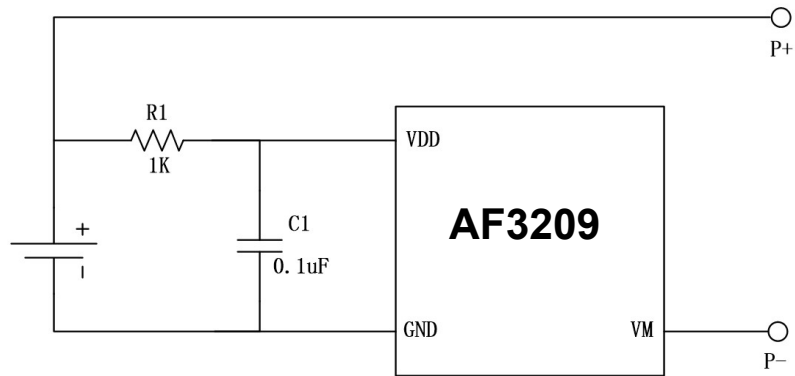 P+
R1
1K
VDD
+
AF3209
C1
0.1uF
-
GND
VM
P-